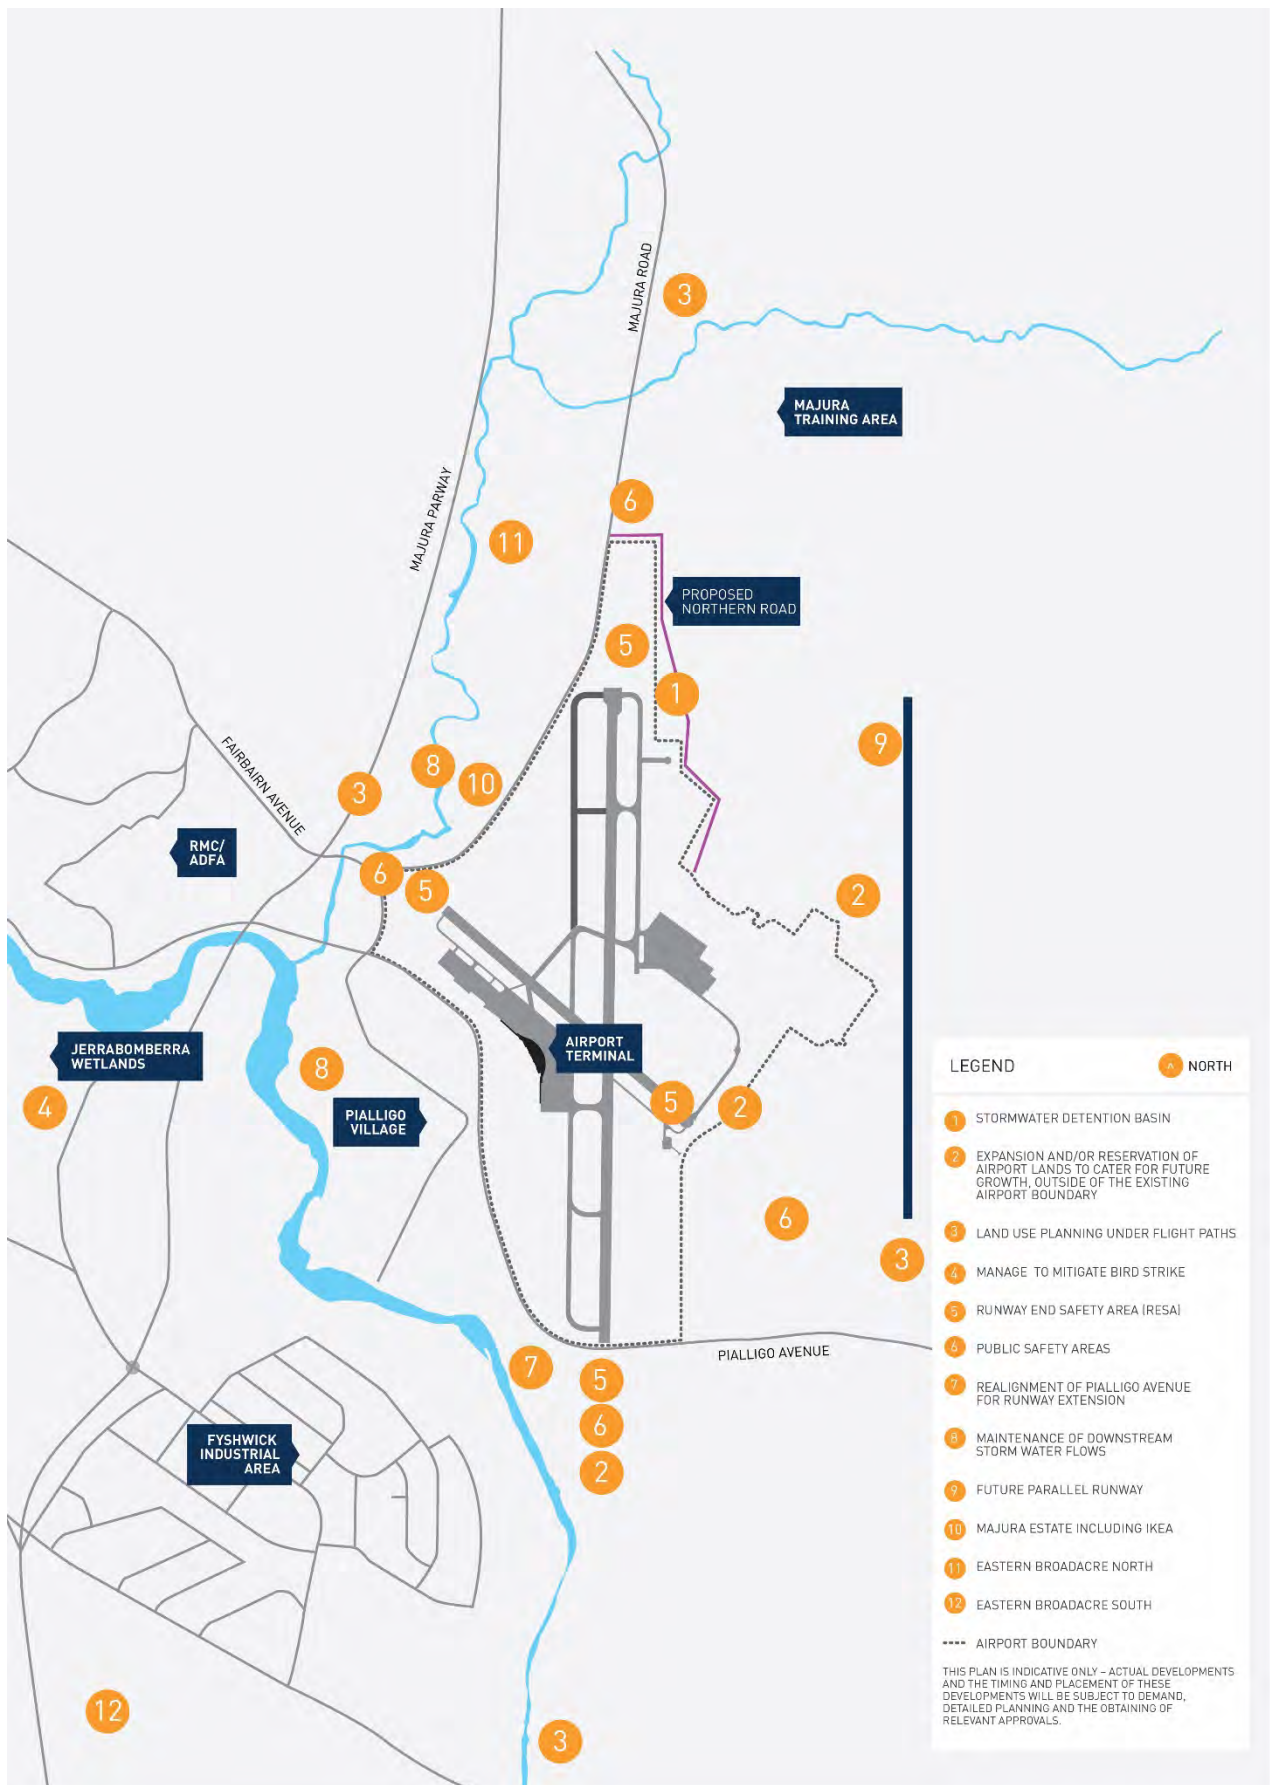 MAJURA ROAD
3
MAJURA
TRAINING AREA
MAJURA PARWAY
6
11
PROPOSED
NORTHERN ROAD
5
1
9
FAIRBAIRN AVENUE
8
10
3
RMC/
ADFA
6
5
2
JERRABOMBERRA
WETLANDS
AIRPORT
TERMINAL
8
4
PIALLIGO
VILLAGE
5
2
6
3
PIALLIGO AVENUE
7
5
6
2
FYSHWICK
INDUSTRIAL
AREA
12
3
LEGEND
^ NORTH
1 STORMWATER DETENTION BASIN
2 EXPANSION AND/OR RESERVATION OF
AIRPORT LANDS TO CATER FOR FUTURE
GROWTH, OUTSIDE OF THE EXISTING
AIRPORT BOUNDARY
3 LAND USE PLANNING UNDER FLIGHT PATHS
4 MANAGE TO MITIGATE BIRD STRIKE
5 RUNWAY END SAFETY AREA (RESA)
6 PUBLIC SAFETY AREAS
7 REALIGNMENT OF PIALLIGO AVENUE
FOR RUNWAY EXTENSION
8 MAINTENANCE OF DOWNSTREAM
STORM WATER FLOWS
9 FUTURE PARALLEL RUNWAY
10 MAJURA ESTATE INCLUDING IKEA
11 EASTERN BROADACRE NORTH
12 EASTERN BROADACRE SOUTH
AIRPORT BOUNDARY
THIS PLAN IS INDICATIVE ONLY – ACTUAL DEVELOPMENTS
AND THE TIMING AND PLACEMENT OF THESE
DEVELOPMENTS WILL BE SUBJECT TO DEMAND,
DETAILED PLANNING AND THE OBTAINING OF
RELEVANT APPROVALS.